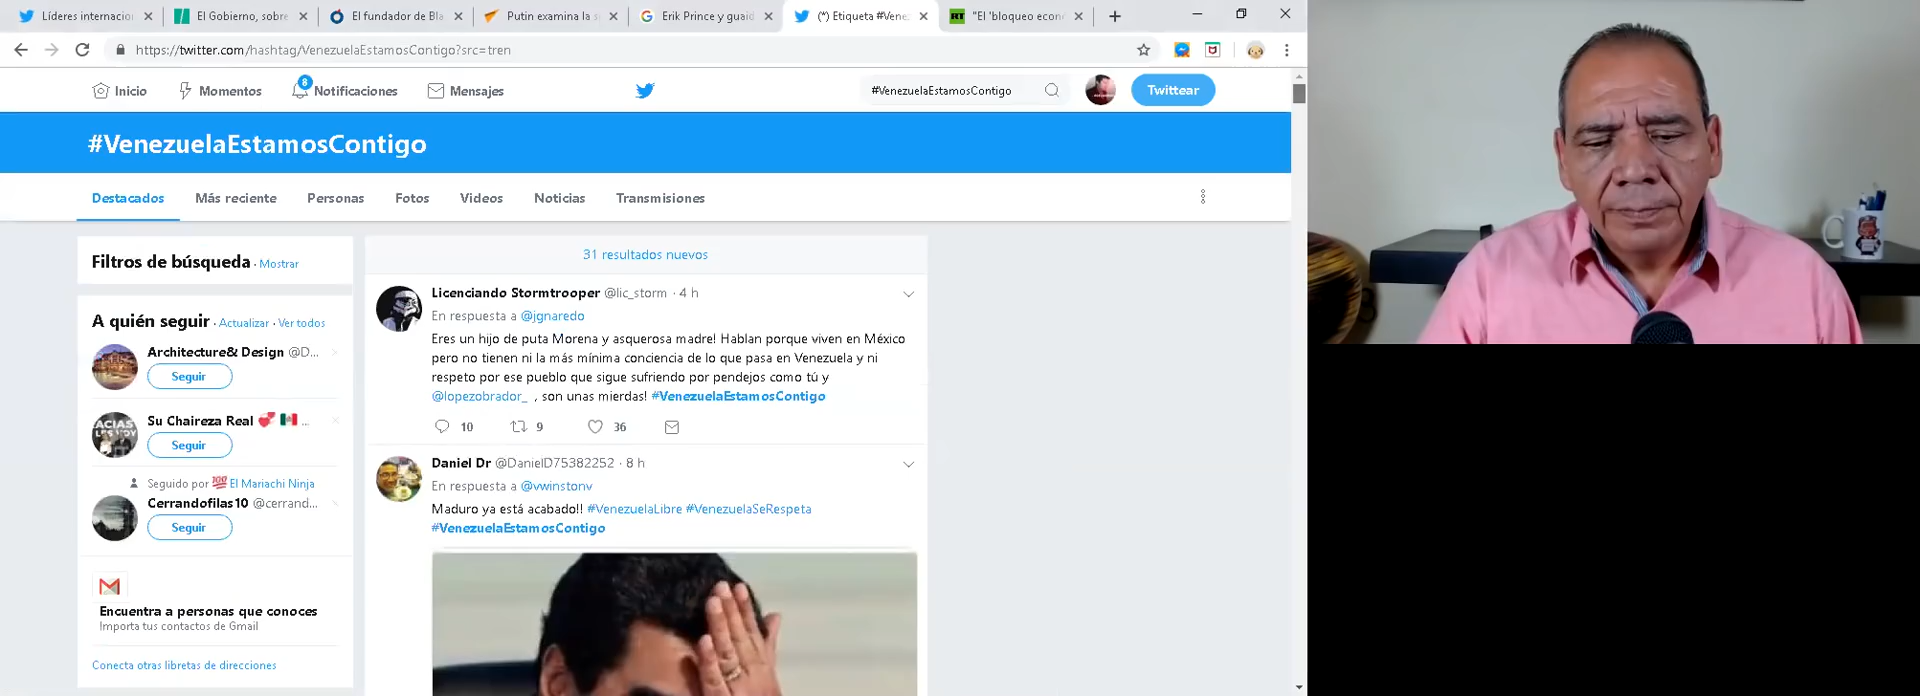 Líderes internacio
El Gobierno, sobre
El fundador de Bla
Putin examina la s
Erik Prince y guaid
(*) Etiqueta #Vene
"El 'bloqueo econ
https://twitter.com/hashtag/VenezuelaEstamosContigo?src=tren
Inicio
Momentos
8
Notificaciones
Mensajes
#VenezuelaEstamosContigo
Twittear
#VenezuelaEstamosContigo
Destacados
Más reciente
Personas
Fotos
Videos
Noticias
Transmisiones
Filtros de búsqueda · Mostrar
A quién seguir · Actualizar · Ver todos
Architecture& Design @D...
Seguir
Su Chaireza Real ...
Seguir
Seguido por 💯 El Mariachi Ninja
Cerrandofilas10 @cerrand...
Seguir
Encuentra a personas que conoces
Importa tus contactos de Gmail
Conecta otras libretas de direcciones
31 resultados nuevos
Licenciando Stormtrooper @lic_storm · 4 h
En respuesta a @jgnaredo
Eres un hijo de puta Morena y asquerosa madre! Hablan porque viven en México
pero no tienen ni la más mínima conciencia de lo que pasa en Venezuela y ni
respeto por ese pueblo que sigue sufriendo por pendejos como tú y
@lopezobrador_ , son unas mierdas! #VenezuelaEstamosContigo
10
9
36
Daniel Dr @DanielD75382252 · 8 h
En respuesta a @vwinstonv
Maduro ya está acabado!! #VenezuelaLibre #VenezuelaSeRespeta
#VenezuelaEstamosContigo